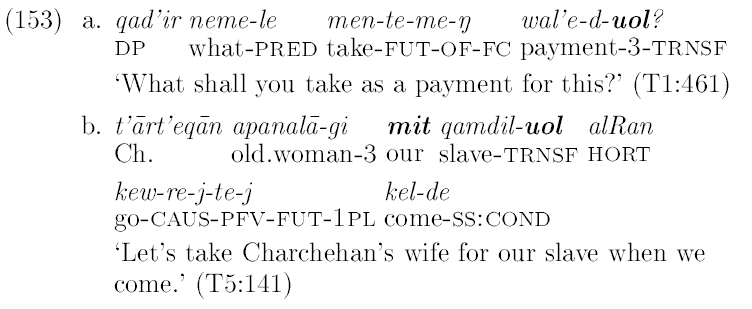 (153) a. qad'ir neme-le men-te-me-ŋ wal'e-d-uol?
DP what-PRED take-FUT-OF-FC payment-3-TRNSF
‘What shall you take as a payment for this?’ (T1:461)
b. t'ārt'eqān apanalā-gi mit qamdil-uol alRan
Ch. old.woman-3 our slave-TRNSF HORT
kew-re-j-te-j kel-de
go-CAUS-PFV-FUT-1PL come-SS:COND
‘Let's take Charchehan's wife for our slave when we
come.’ (T5:141)